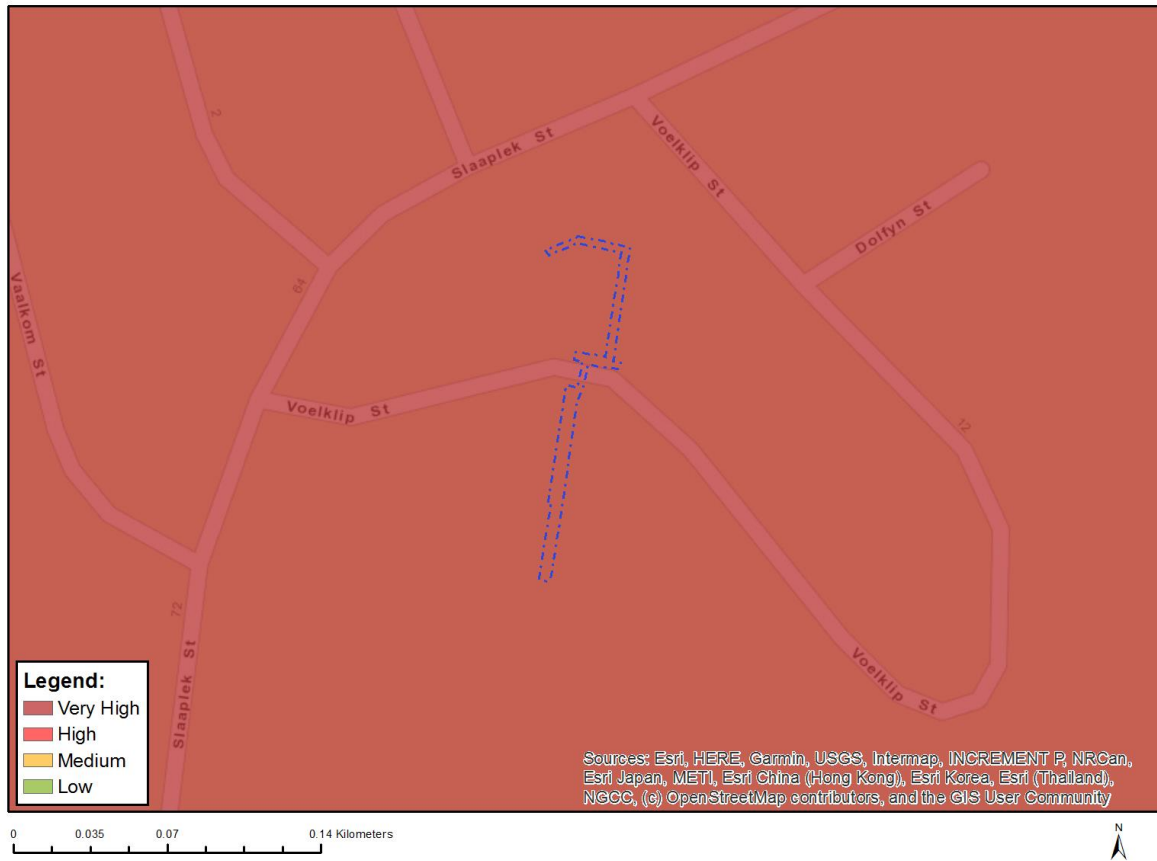 2
Slaaplek St
Voelklip St
Dolfyn St
64
Vaalkom St
Voelklip St
12
72
Slaaplek St
Voelklip St
Legend:
Very High
High
Medium
Low
Sources: Esri, HERE, Garmin, USGS, Intermap, INCREMENT P, NRCan,
Esri Japan, METI, Esri China (Hong Kong), Esri Korea, Esri (Thailand),
NGCC, (c) OpenStreetMap contributors, and the GIS User Community
0 0.035 0.07 0.14 Kilometers
N